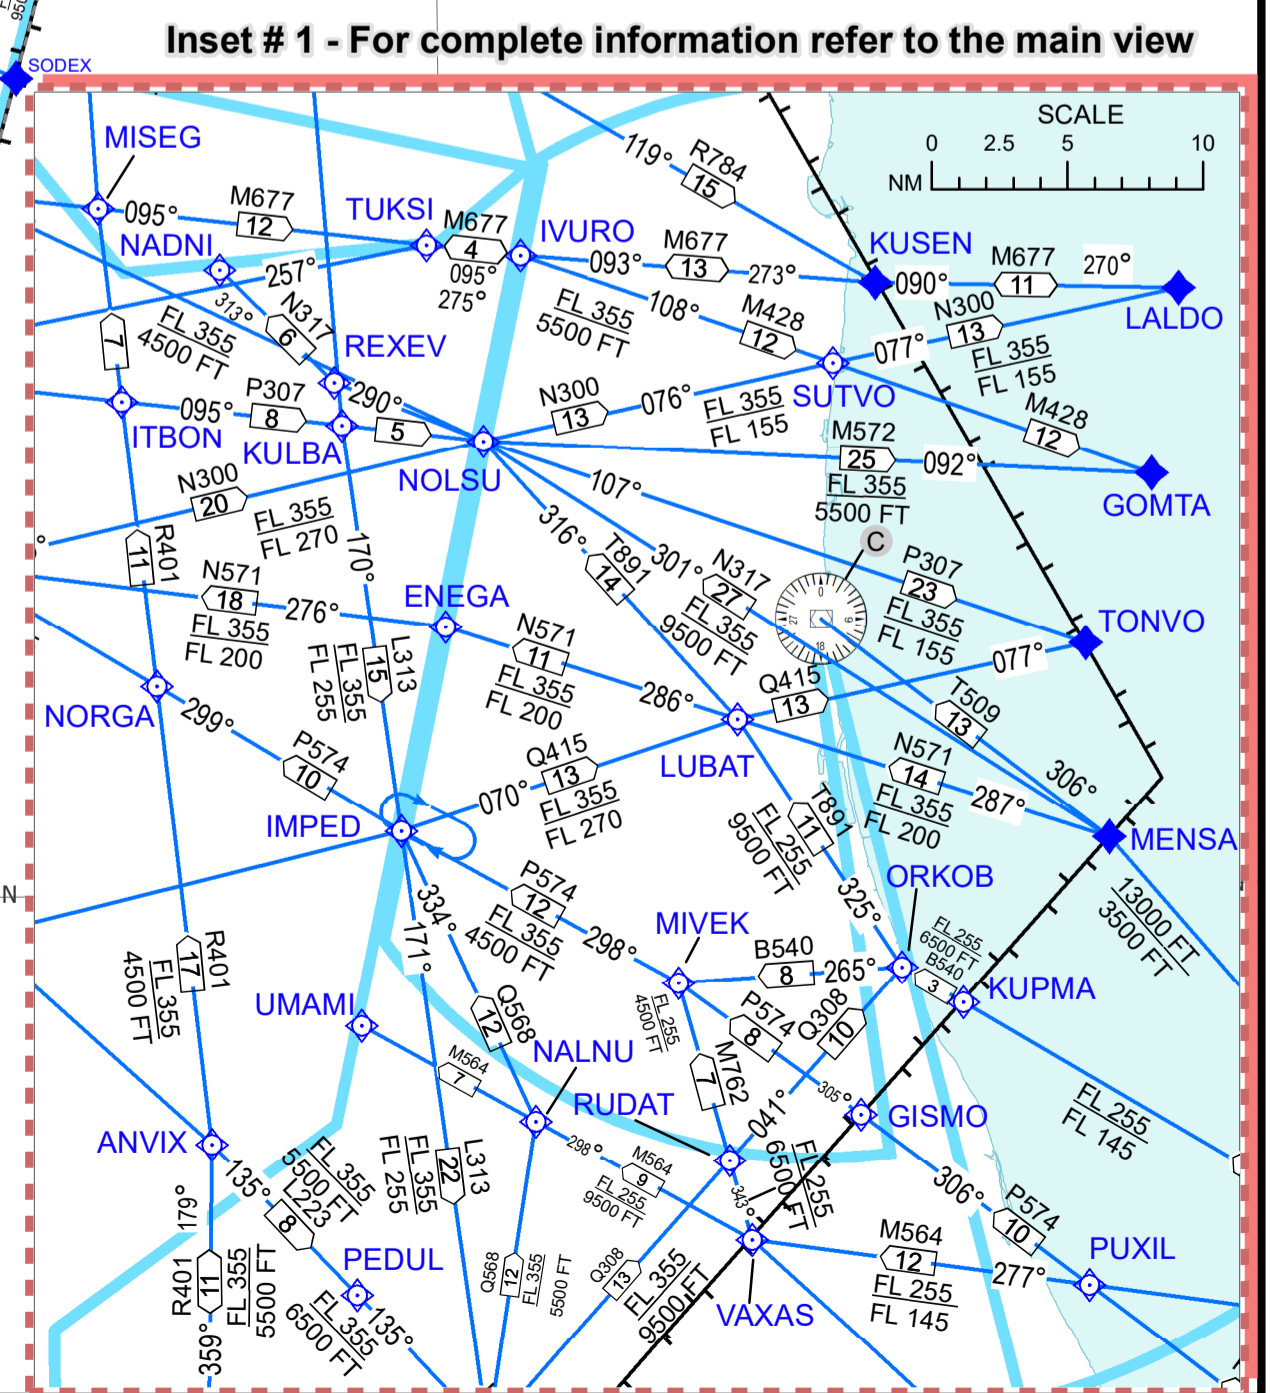 Inset # 1 - For complete information refer to the main view
SODEX
SCALE
0 2.5 5 10
NM
MISEG
095°
M677
12
TUKSI
M677
4
095°
275°
IVURO
119°
R784
15
093°
M677
13
273°
KUSEN
090°
M677
11
270°
LALDO
NADNI
257°
313°
N317
6
FL 355
4500 FT
7
REXEV
290°
FL 355
5500 FT
108°
M428
12
077°
N300
13
FL 355
FL 155
SUTVO
M428
12
GOMTA
ITBON
095°
P307
8
KULBA
5
NOLSU
N300
13
076°
FL 355
FL 155
M572
25
092°
FL 355
5500 FT
N300
20
FL 355
FL 270
R401
11
170°
107°
316°
T891
14
301°
N317
27
FL 355
9500 FT
C
0
9
18
27
P307
23
FL 355
FL 155
TONVO
077°
N571
18
276°
FL 355
FL 200
ENEGA
N571
11
FL 355
FL 200
286°
L313
15
FL 355
FL 255
NORGA
299°
P574
10
LUBAT
Q415
13
T509
13
306°
N571
14
FL 355
FL 200
287°
MENSA
13000 FT
3500 FT
IMPED
070°
Q415
13
FL 355
FL 270
T891
11
FL 255
9500 FT
325°
ORKOB
N
334°
171°
P574
12
FL 355
4500 FT
298°
MIVEK
B540
8
265°
FL 255
6500 FT
B540
3
KUPMA
R401
17
FL 355
4500 FT
UMAMI
Q568
12
M564
7
NALNU
FL 255
4500 FT
P574
8
Q308
10
M762
7
305°
GISMO
RUDAT
041°
FL 255
FL 145
ANVIX
135°
FL 355
5500 FT
L223
8
L313
22
FL 355
FL 255
298°
M564
9
FL 255
9500 FT
343°
FL 255
6500 FT
306°
P574
10
179°
R401
11
FL 355
5500 FT
359°
PEDUL
135°
FL 355
6500 FT
Q568
12
FL 355
5500 FT
Q308
13
FL 355
9500 FT
VAXAS
M564
12
277°
FL 255
FL 145
PUXIL